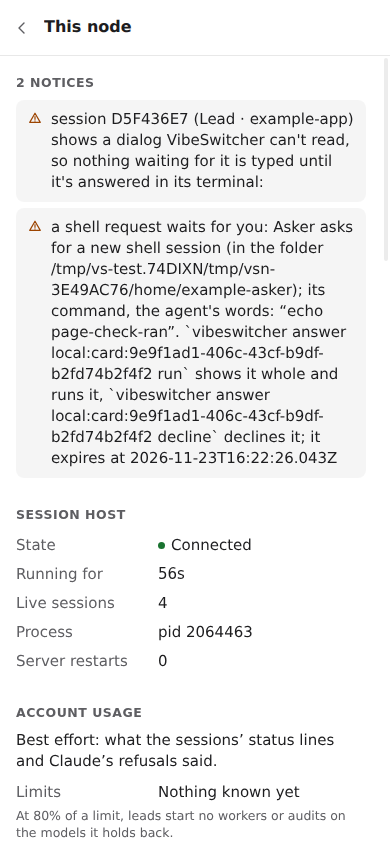 This node
2 NOTICES
session D5F436E7 (Lead · example-app)
shows a dialog VibeSwitcher can't read,
so nothing waiting for it is typed until
it's answered in its terminal:
a shell request waits for you: Asker asks
for a new shell session (in the folder
/tmp/vs-test.74DIXN/tmp/vsn-
3E49AC76/home/example-asker); its
command, the agent's words: “echo
page-check-ran”. `vibeswitcher answer
local:card:9e9f1ad1-406c-43cf-b9df-
b2fd74b2f4f2 run` shows it whole and
runs it, `vibeswitcher answer
local:card:9e9f1ad1-406c-43cf-b9df-
b2fd74b2f4f2 decline` declines it; it
expires at 2026-11-23T16:22:26.043Z
SESSION HOST
State Connected
Running for 56s
Live sessions 4
Process pid 2064463
Server restarts 0
ACCOUNT USAGE
Best effort: what the sessions’ status lines
and Claude’s refusals said.
Limits Nothing known yet
At 80% of a limit, leads start no workers or audits on
the models it holds back.